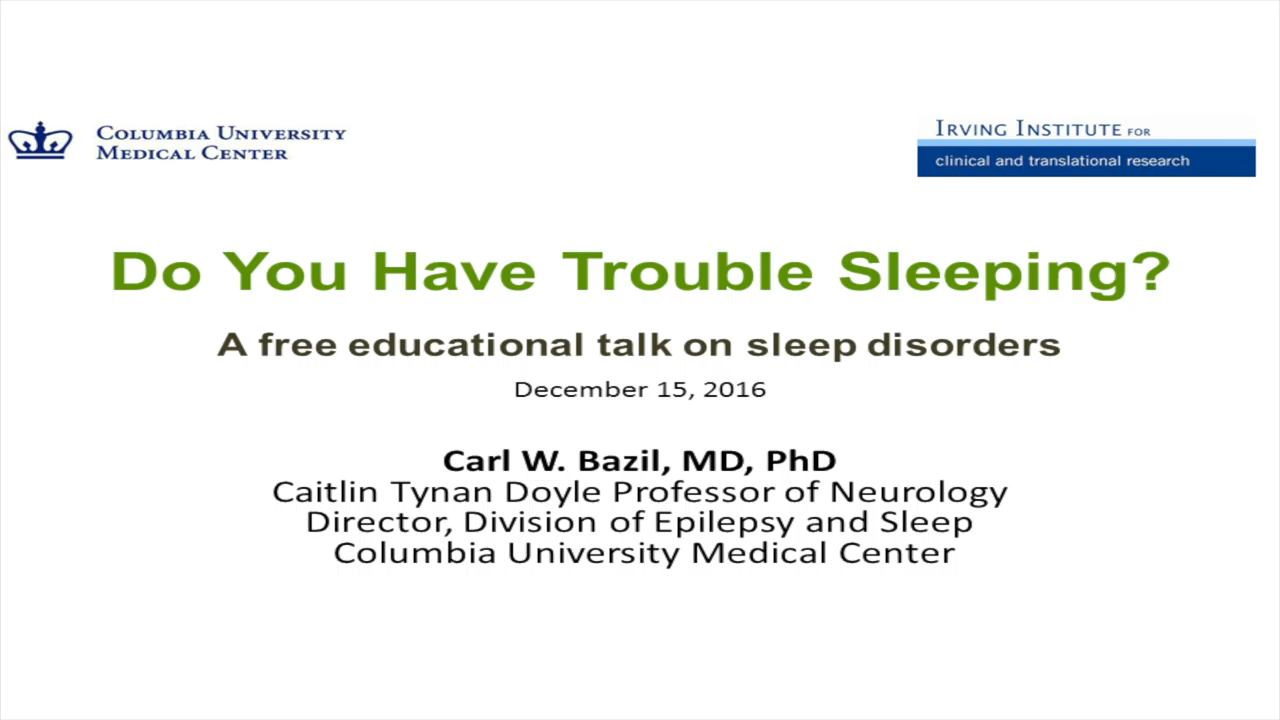 COLUMBIA UNIVERSITY
MEDICAL CENTER
IRVING INSTITUTE FOR
clinical and translational research
Do You Have Trouble Sleeping?
A free educational talk on sleep disorders
December 15, 2016
Carl W. Bazil, MD, PhD
Caitlin Tynan Doyle Professor of Neurology
Director, Division of Epilepsy and Sleep
Columbia University Medical Center